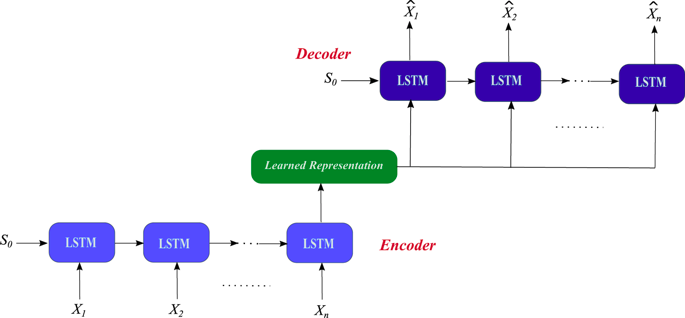 X̂₁ X̂₂ X̂ₙ
Decoder
S₀ LSTM LSTM ... LSTM
.........
Learned Representation
S₀ LSTM LSTM ... LSTM Encoder
.........
X₁ X₂ Xₙ